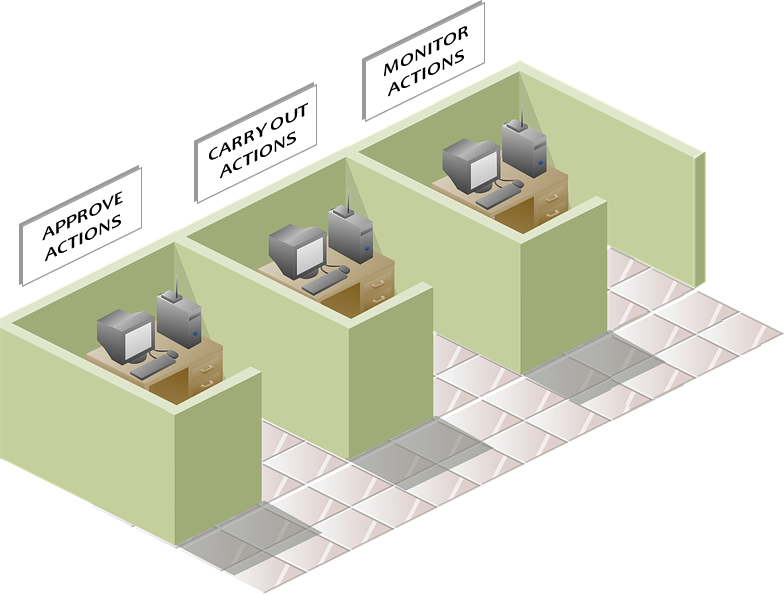 APPROVE
ACTIONS
CARRY OUT
ACTIONS
MONITOR
ACTIONS